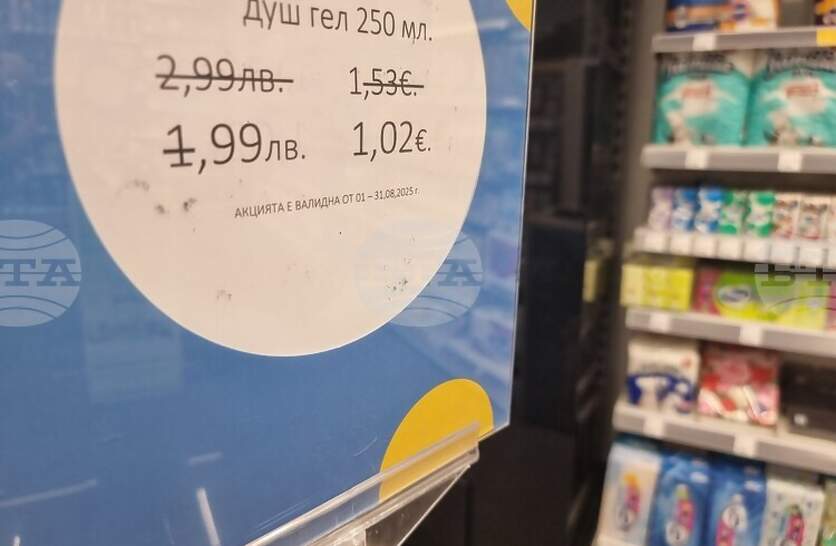 душ гел 250 мл.
2,99лв. 1,53€.
1,99лв. 1,02€.
АКЦИЯТА Е ВАЛИДНА ОТ 01 – 31.08.2025 г.
БТА